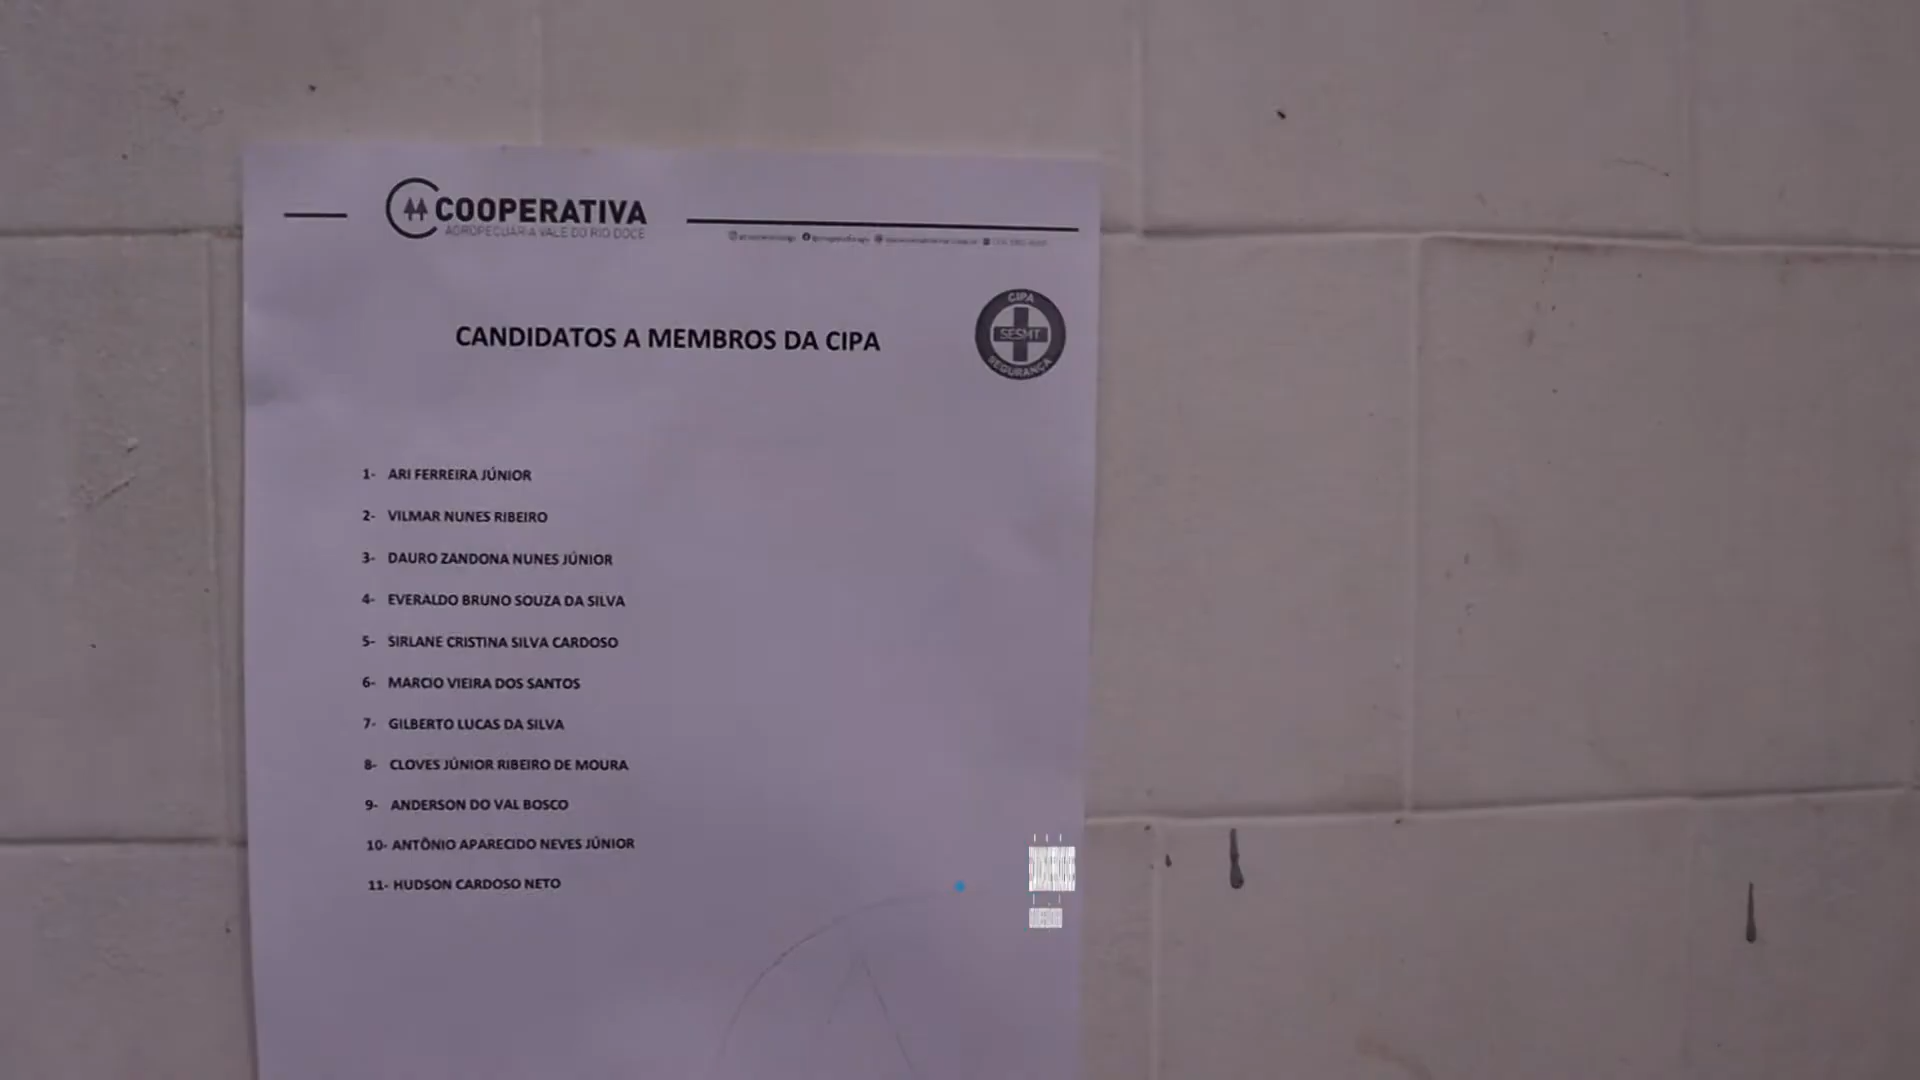 COOPERATIVA
AGROPECUÁRIA VALE DO RIO DOCE
CIPA
SESMT
SEGURANÇA
CANDIDATOS A MEMBROS DA CIPA
1- ARI FERREIRA JÚNIOR
2- VILMAR NUNES RIBEIRO
3- DAURO ZANDONA NUNES JÚNIOR
4- EVERALDO BRUNO SOUZA DA SILVA
5- SIRLANE CRISTINA SILVA CARDOSO
6- MARCIO VIEIRA DOS SANTOS
7- GILBERTO LUCAS DA SILVA
8- CLOVES JÚNIOR RIBEIRO DE MOURA
9- ANDERSON DO VAL BOSCO
10- ANTÔNIO APARECIDO NEVES JÚNIOR
11- HUDSON CARDOSO NETO